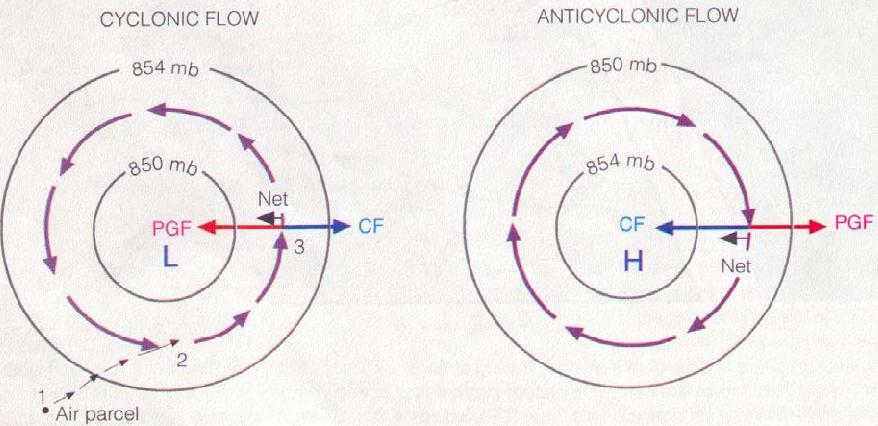 CYCLONIC FLOW
854 mb
850 mb
Net
PGF
CF
L
3
2
1
Air parcel
ANTICYCLONIC FLOW
850 mb
854 mb
CF
PGF
H
Net